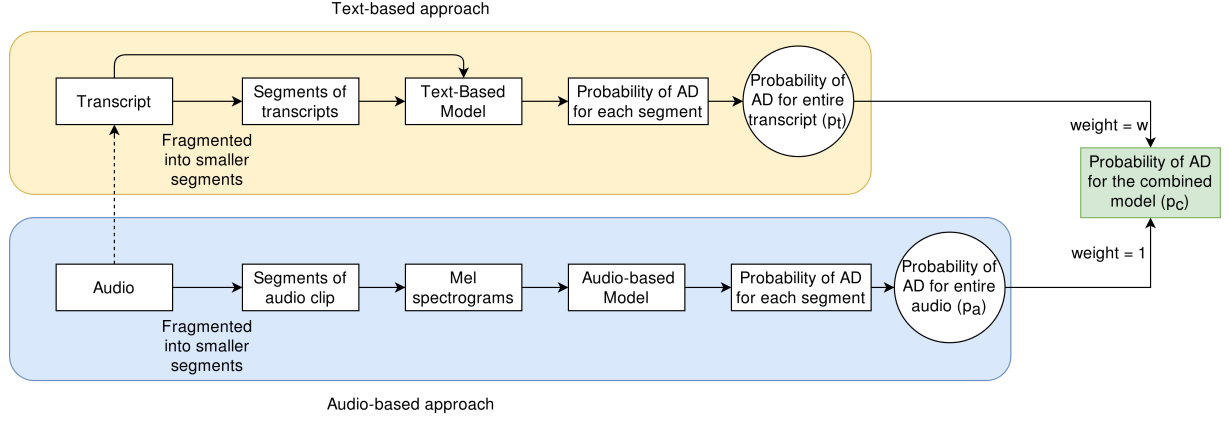 Text-based approach
Transcript
Segments of
transcripts
Text-Based
Model
Probability of AD
for each segment
Probability of
AD for entire
transcript (pt)
Fragmented
into smaller
segments
weight = w
Probability of AD
for the combined
model (pc)
weight = 1
Audio
Segments of
audio clip
Mel
spectrograms
Audio-based
Model
Probability of AD
for each segment
Probability of
AD for entire
audio (pa)
Fragmented
into smaller
segments
Audio-based approach